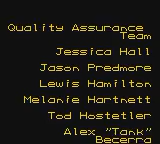 Quality Assurance
Team
Jessica Hall
Jason Predmore
Lewis Hamilton
Melanie Hartnett
Tod Hostetler
Alex "Tank"
Becerra